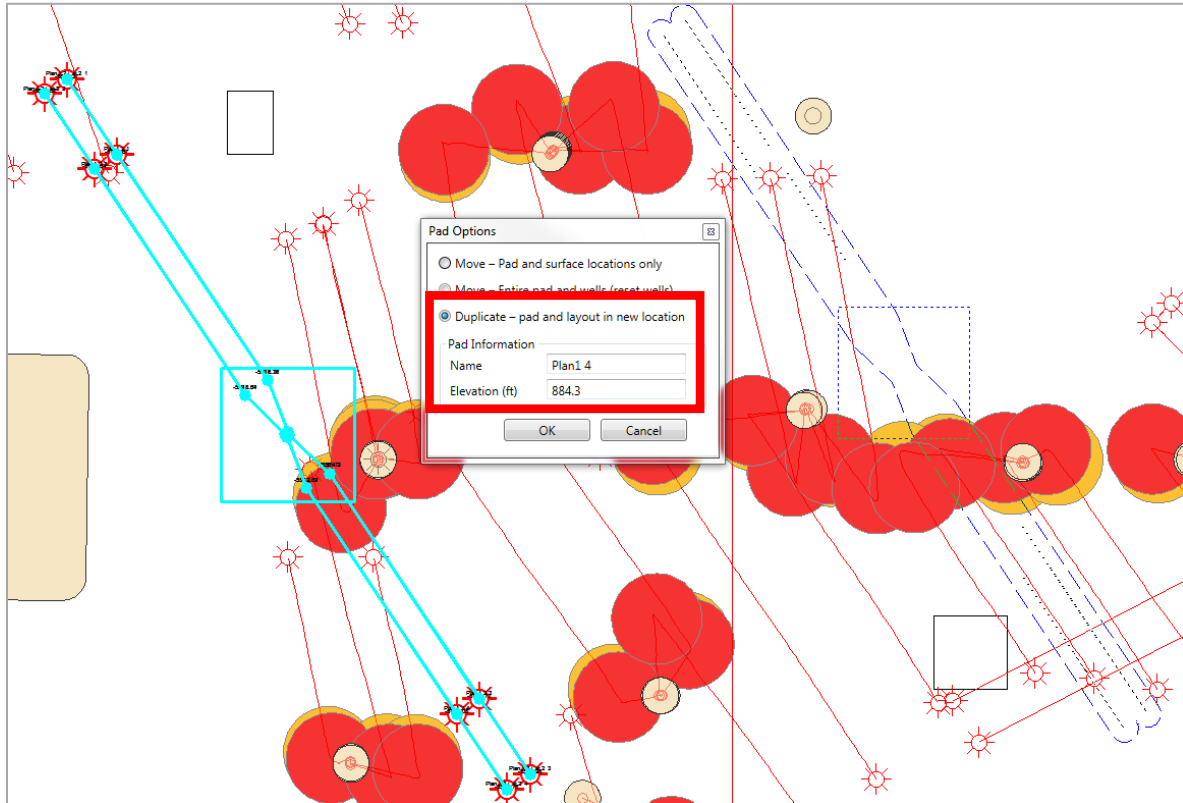 Pad Options
Move – Pad and surface locations only
Move – Entire pad and wells (reset wells)
Duplicate – pad and layout in new location
Pad Information
Name
Plan1 4
Elevation (ft)
884.3
OK
Cancel